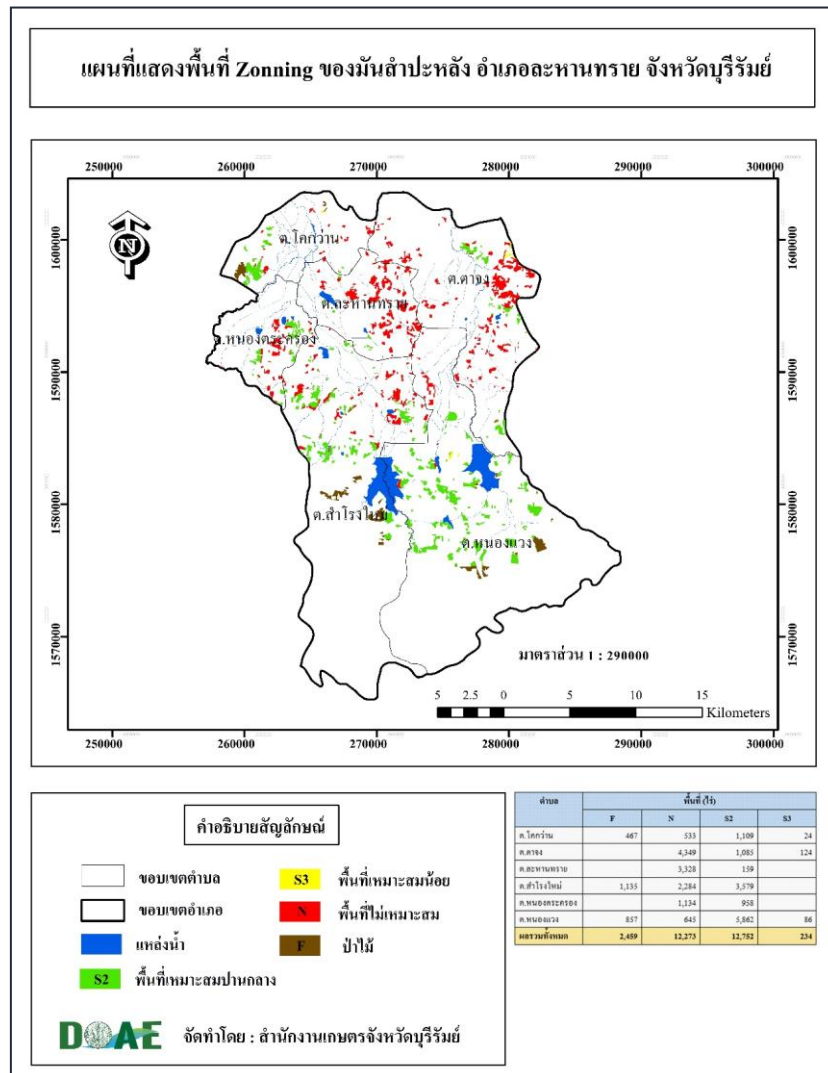 แผนที่แสดงพื้นที่ Zonning ของมันสำปะหลัง อำเภอละหานทราย จังหวัดบุรีรัมย์
250000 260000 270000 280000 290000 300000
1600000 1600000
N
ต.โคกว่าน
ต.ตาจง
ต.ละหานทราย
ต.หนองตระครอง
1590000 1590000
1580000 1580000
ต.สำโรงใหม่
ต.หนองแวง
1570000 1570000
มาตราส่วน 1 : 290000
5 2.5 0 5 10 15
Kilometers
250000 260000 270000 280000 290000 300000
คำอธิบายสัญลักษณ์
ขอบเขตตำบล
S3 พื้นที่เหมาะสมน้อย
ขอบเขตอำเภอ
N พื้นที่ไม่เหมาะสม
แหล่งน้ำ
F ป่าไม้
S2 พื้นที่เหมาะสมปานกลาง
DOAE จัดทำโดย : สำนักงานเกษตรจังหวัดบุรีรัมย์
ตำบล พื้นที่ (ไร่)
F N S2 S3
ต.โคกว่าน 467 533 1,109 24
ต.ตาจง 4,349 1,085 124
ต.ละหานทราย 3,328 159
ต.สำโรงใหม่ 1,135 2,284 3,579
ต.หนองตระครอง 1,134 958
ต.หนองแวง 857 645 5,862 86
ผลรวมทั้งหมด 2,459 12,273 12,752 234